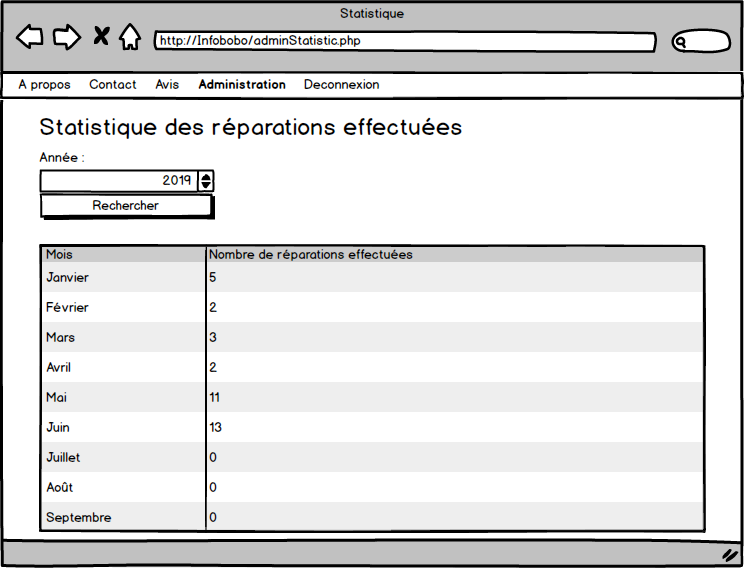 Statistique
http://Infobobo/adminStatistic.php
A propos Contact Avis Administration Deconnexion
Statistique des réparations effectuées
Année :
2019
Rechercher
Mois Nombre de réparations effectuées
Janvier 5
Février 2
Mars 3
Avril 2
Mai 11
Juin 13
Juillet 0
Août 0
Septembre 0